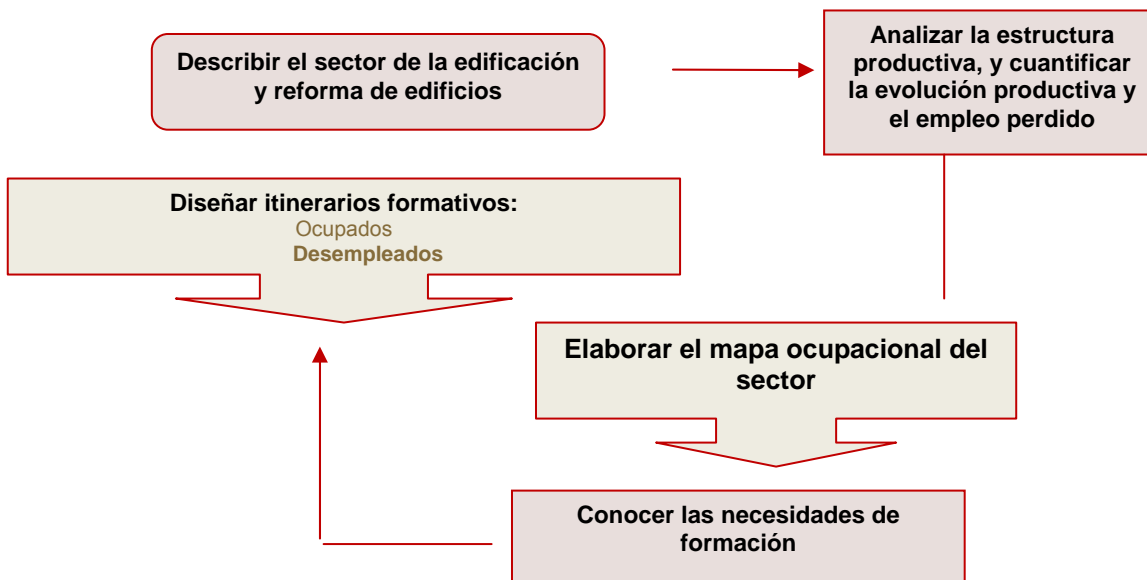 Describir el sector de la edificación
y reforma de edificios
Analizar la estructura
productiva, y cuantificar
la evolución productiva y
el empleo perdido
Diseñar itinerarios formativos:
Ocupados
Desempleados
Elaborar el mapa ocupacional del
sector
Conocer las necesidades de
formación